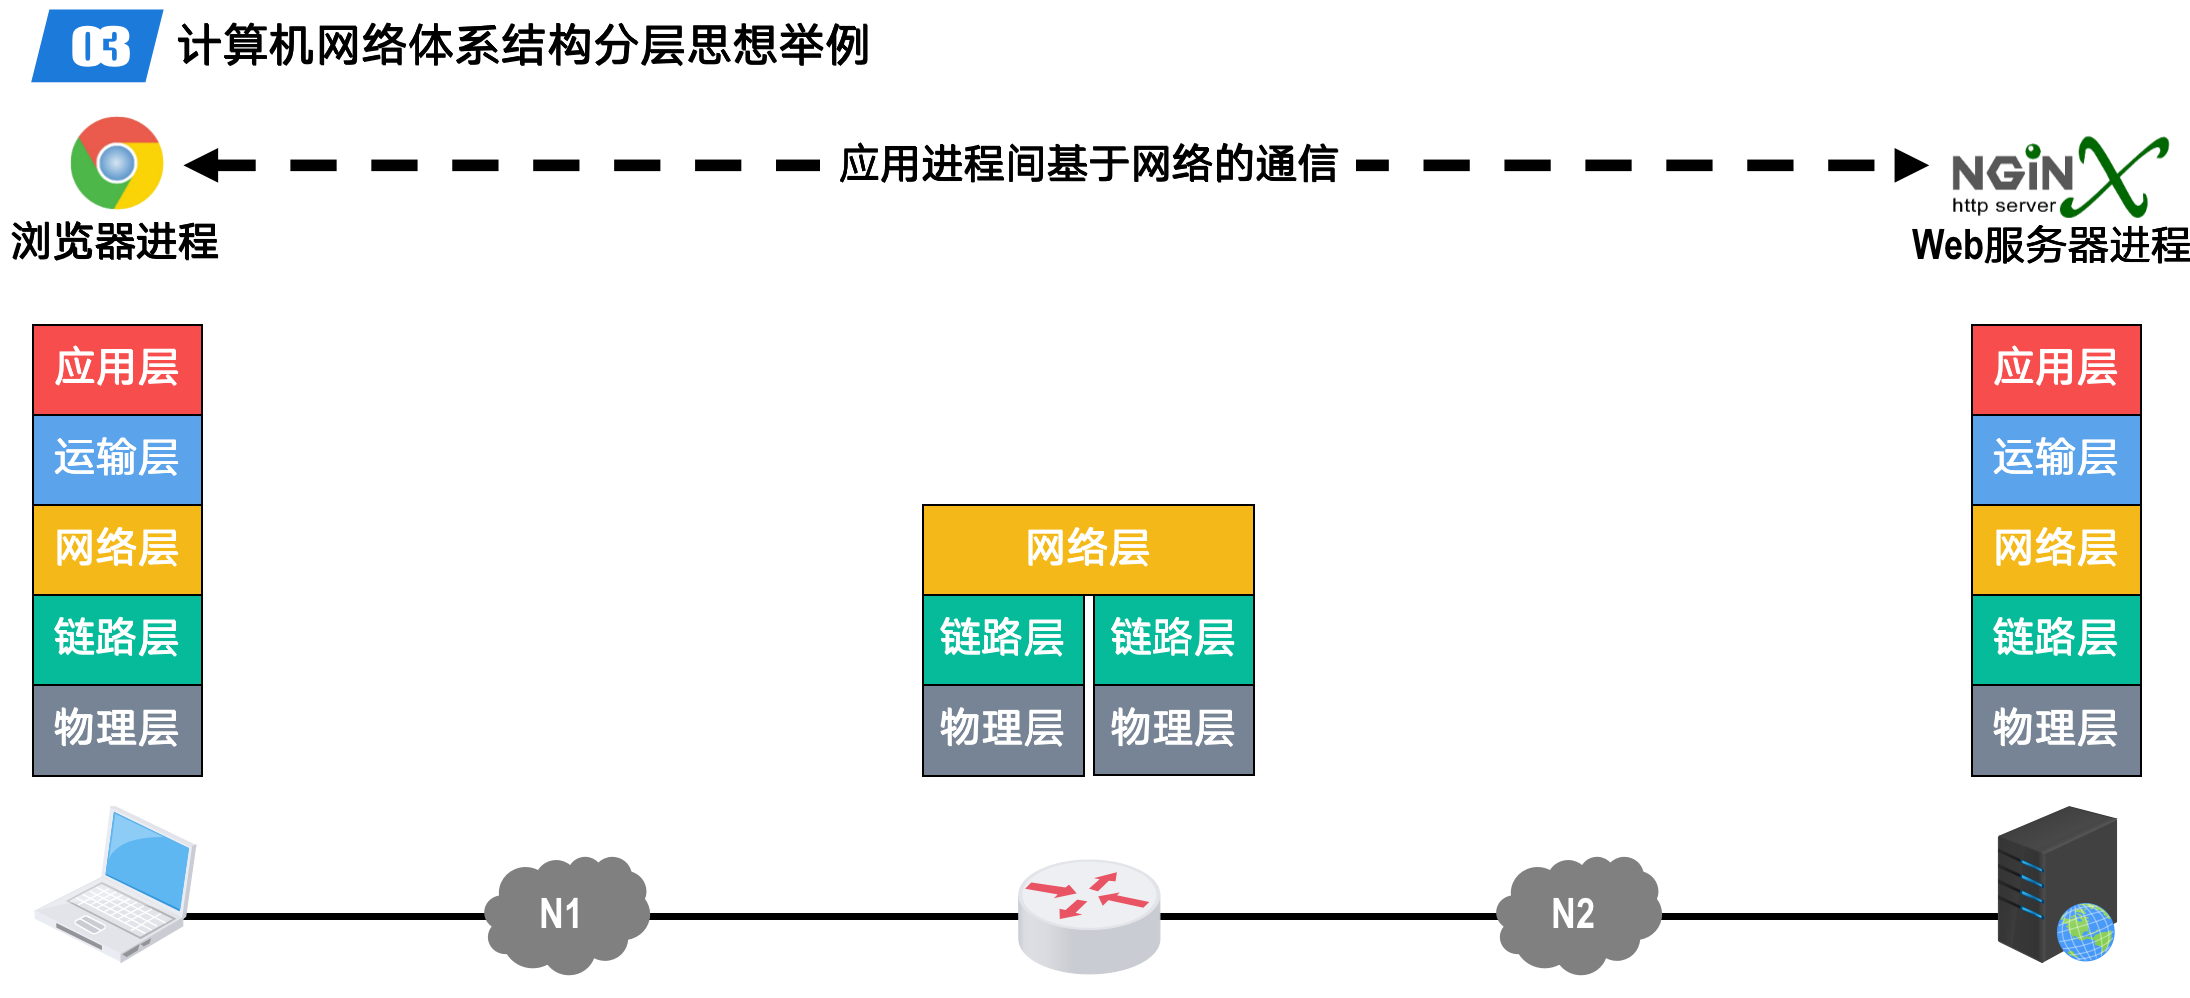 03 计算机网络体系结构分层思想举例
应用进程间基于网络的通信
NGiNX
http server
浏览器进程
Web服务器进程
应用层
运输层
网络层
链路层
物理层
网络层
链路层 链路层
物理层 物理层
应用层
运输层
网络层
链路层
物理层
N1
N2